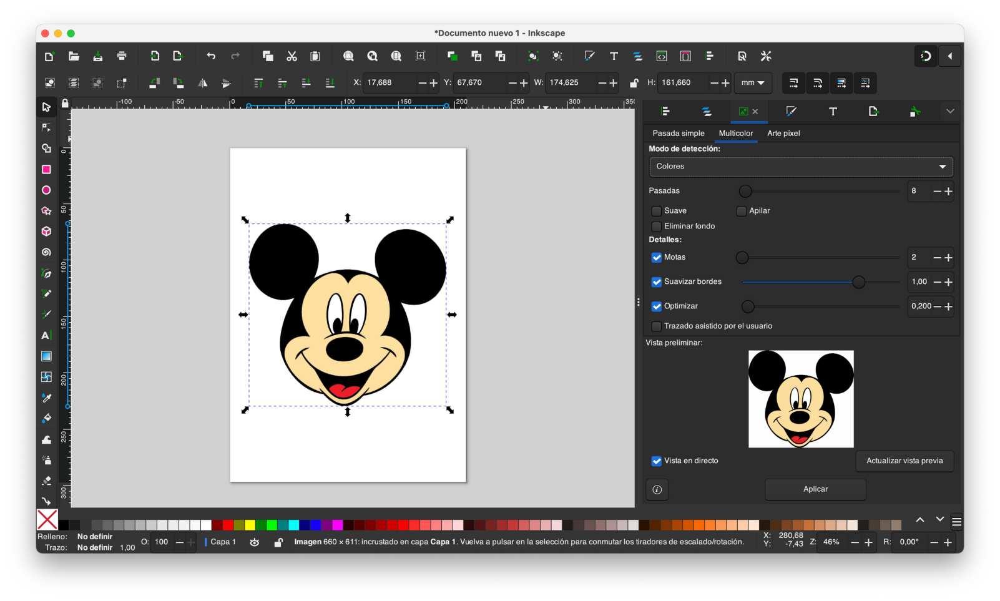 *Documento nuevo 1 - Inkscape
X: 17,688 Y: 67,670 W: 174,625 H: 161,660 mm
-100 -50 0 50 100 150 200 250 300 350
0
50
100
150
200
250
300
Pasada simple Multicolor Arte píxel
Modo de detección:
Colores
Pasadas 8
Suave Apilar
Eliminar fondo
Detalles:
Motas 2
Suavizar bordes 1,00
Optimizar 0,200
Trazado asistido por el usuario
Vista preliminar:
Vista en directo Actualizar vista previa
Aplicar
Relleno: No definir
Trazo: No definir 1,00
O: 100 Capa 1 Imagen 660 × 611: incrustado en capa Capa 1. Vuelva a pulsar en la selección para conmutar los tiradores de escalado/rotación.
X: 280,68
Y: -7,43
Z: 46% R: 0,00°